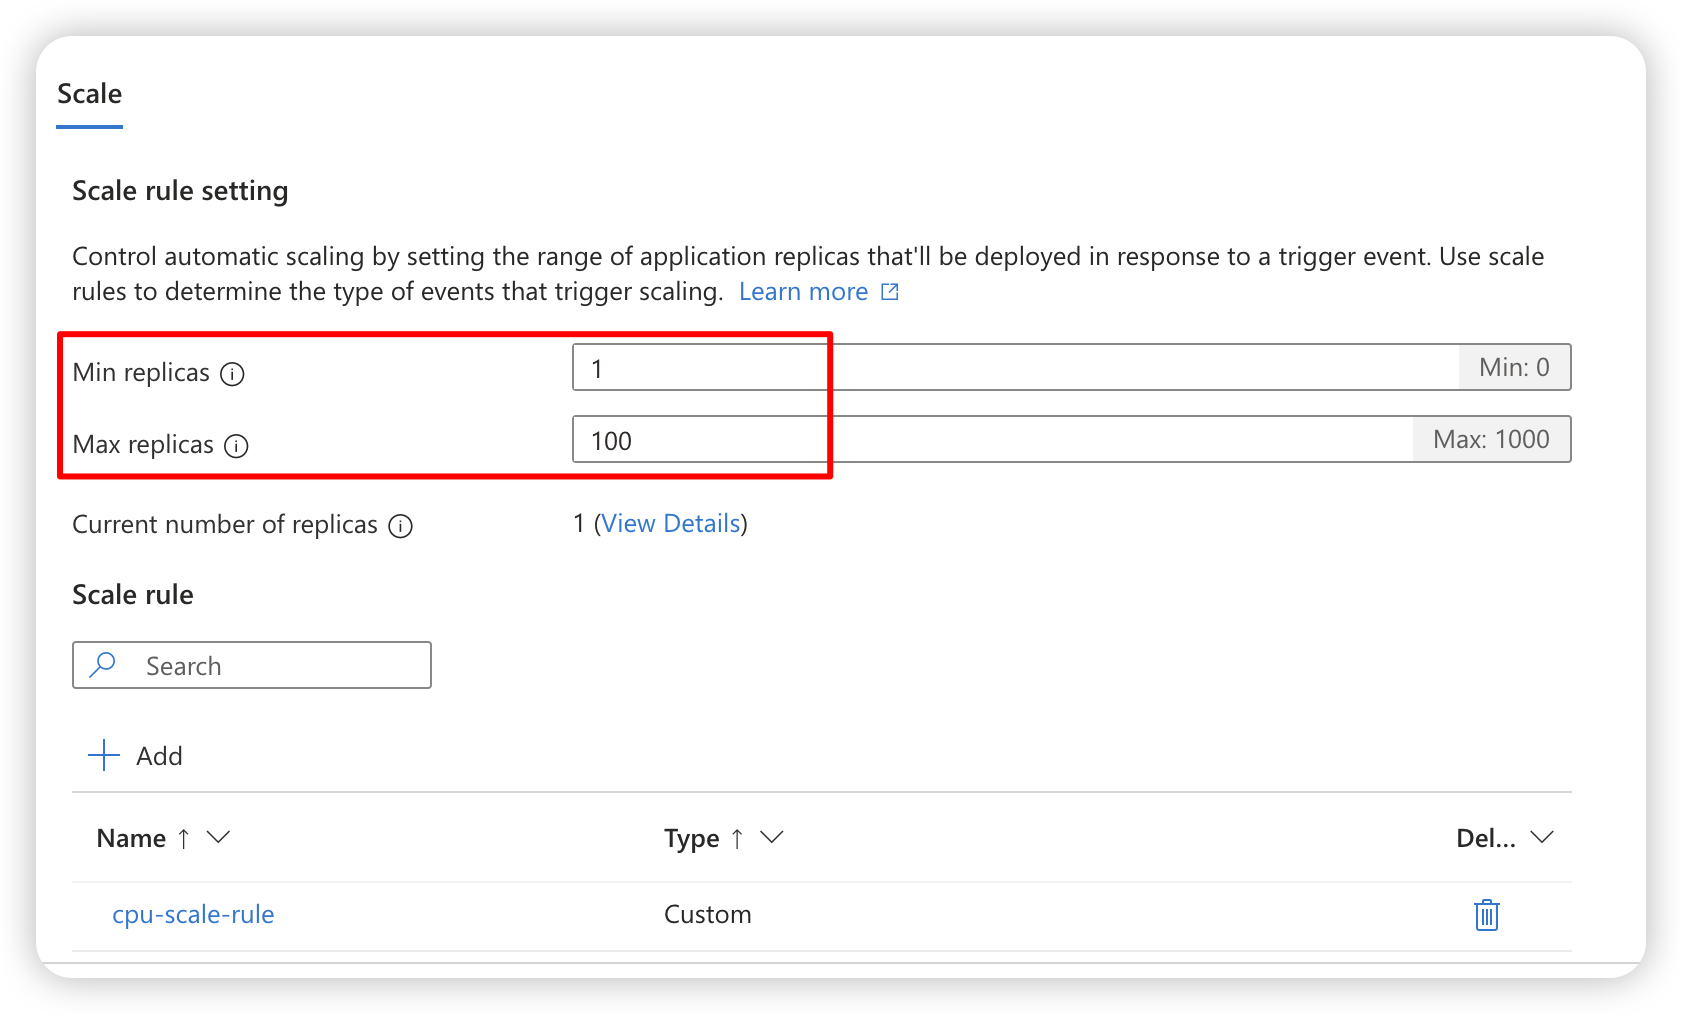 Scale
Scale rule setting
Control automatic scaling by setting the range of application replicas that'll be deployed in response to a trigger event. Use scale
rules to determine the type of events that trigger scaling. Learn more
Min replicas 1 Min: 0
Max replicas 100 Max: 1000
Current number of replicas 1 (View Details)
Scale rule
Search
Add
Name Type Del...
cpu-scale-rule Custom